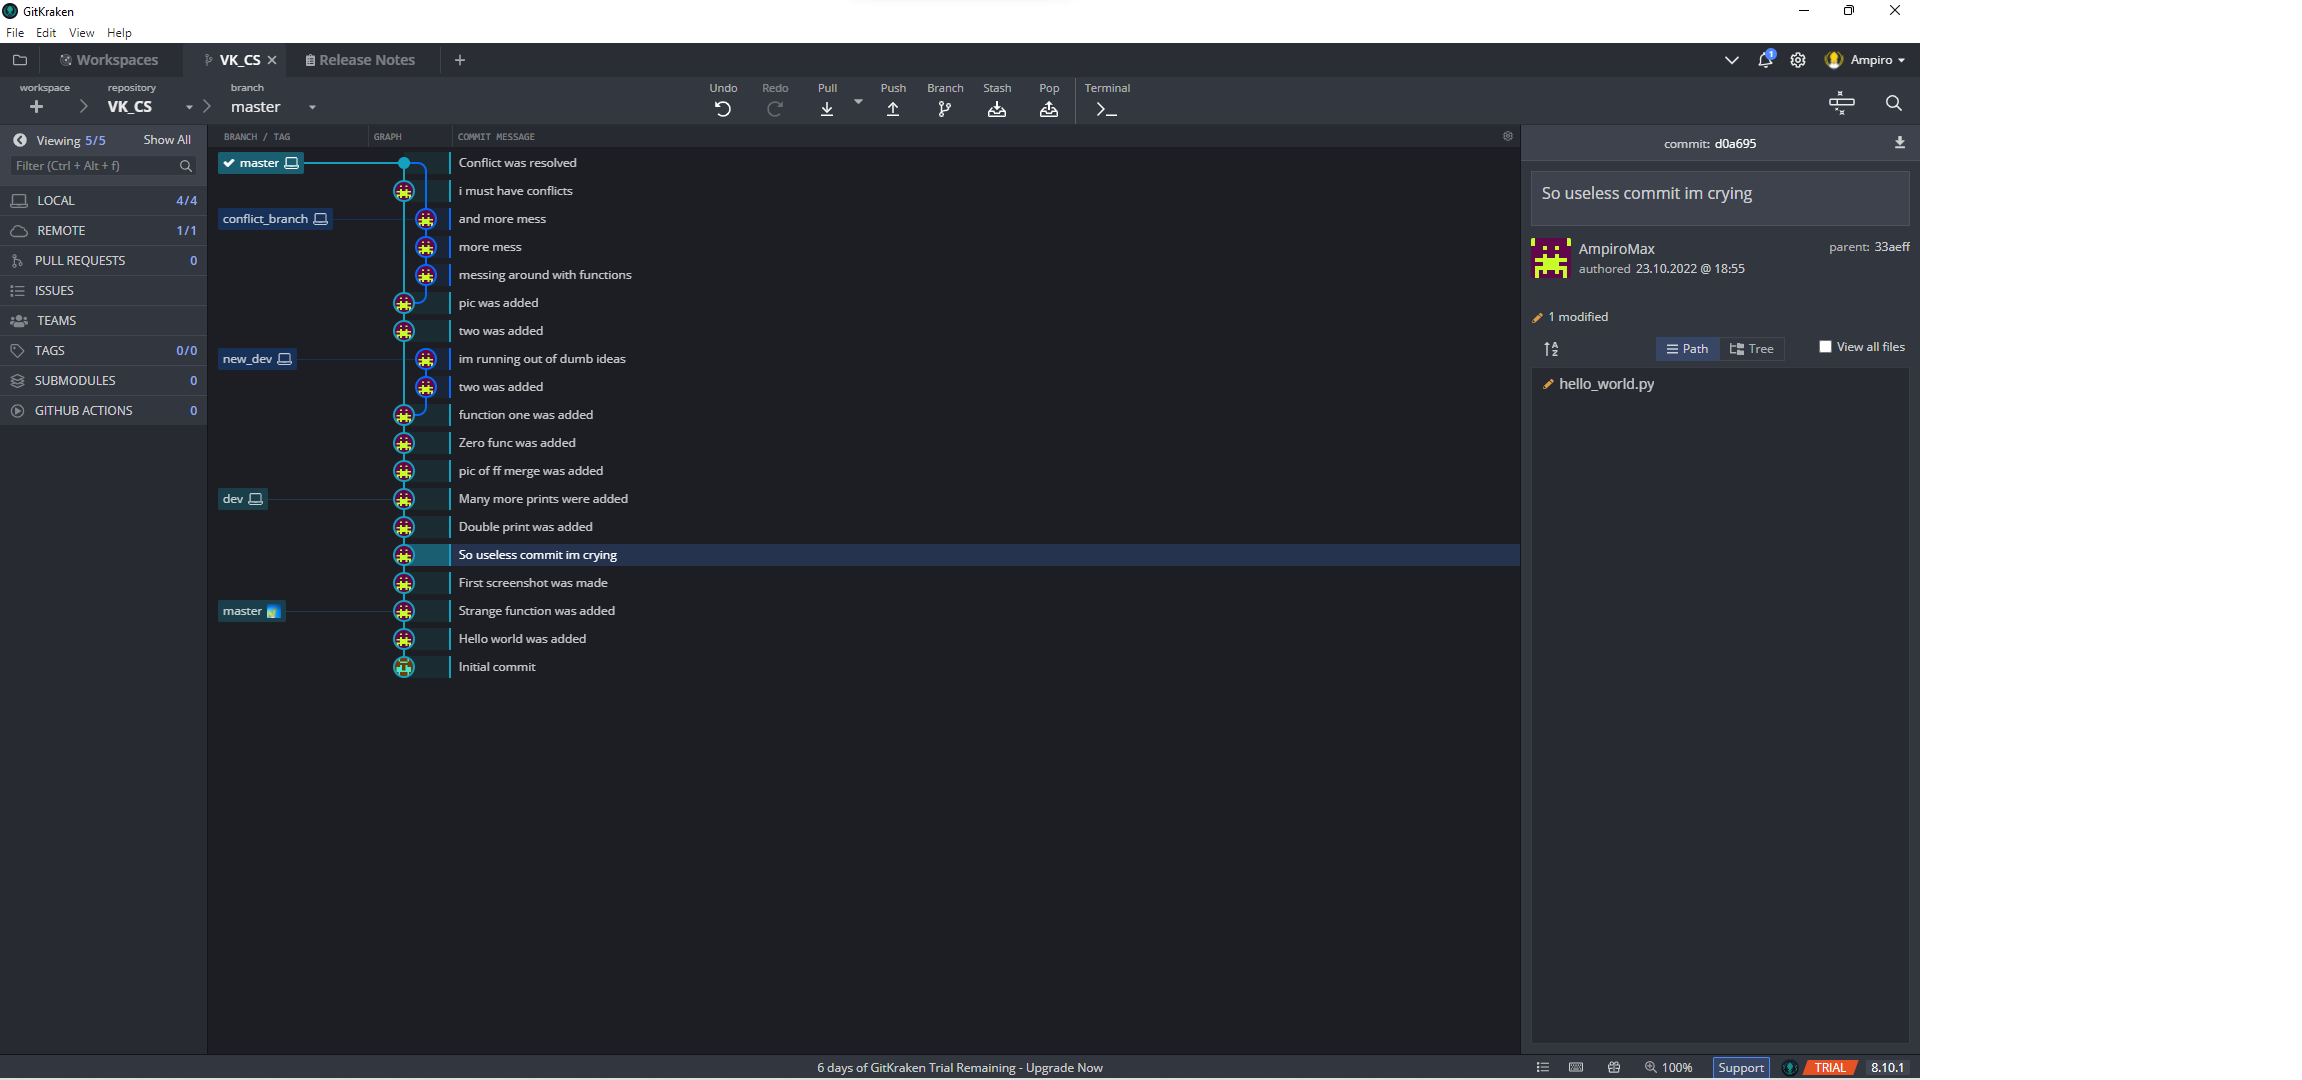 GitKraken
File Edit View Help
Workspaces VK_CS Release Notes Ampiro
1
workspace repository branch
VK_CS master
Undo Redo Pull Push Branch Stash Pop Terminal
Viewing 5/5 Show All
Filter (Ctrl + Alt + f)
LOCAL 4/4
REMOTE 1/1
PULL REQUESTS 0
ISSUES
TEAMS
TAGS 0/0
SUBMODULES 0
GITHUB ACTIONS 0
BRANCH / TAG GRAPH COMMIT MESSAGE
master Conflict was resolved
i must have conflicts
conflict_branch and more mess
more mess
messing around with functions
pic was added
two was added
new_dev im running out of dumb ideas
two was added
function one was added
Zero func was added
pic of ff merge was added
dev Many more prints were added
Double print was added
So useless commit im crying
First screenshot was made
master Strange function was added
Hello world was added
Initial commit
commit: d0a695
So useless commit im crying
AmpiroMax parent: 33aeff
authored 23.10.2022 @ 18:55
1 modified
A Z Path Tree View all files
hello_world.py
6 days of GitKraken Trial Remaining - Upgrade Now 100% Support TRIAL 8.10.1